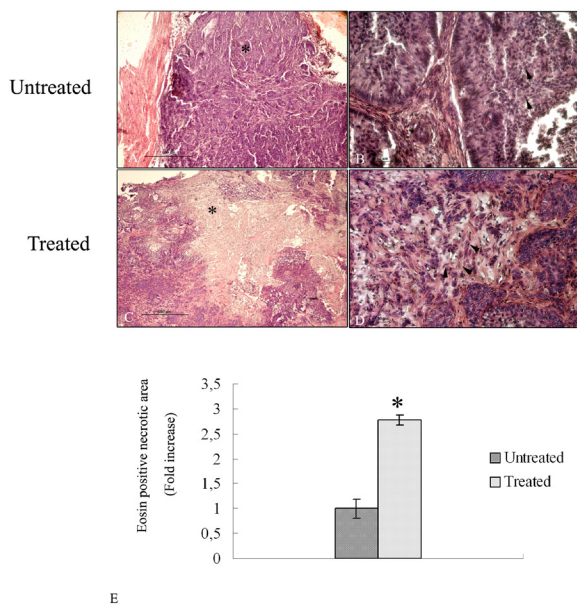 Untreated
*
A
B
Treated
*
C
D
Eosin positive necrotic area
(Fold increase)
3,5
3
2,5
2
1,5
1
0,5
0
*
Untreated
Treated
E